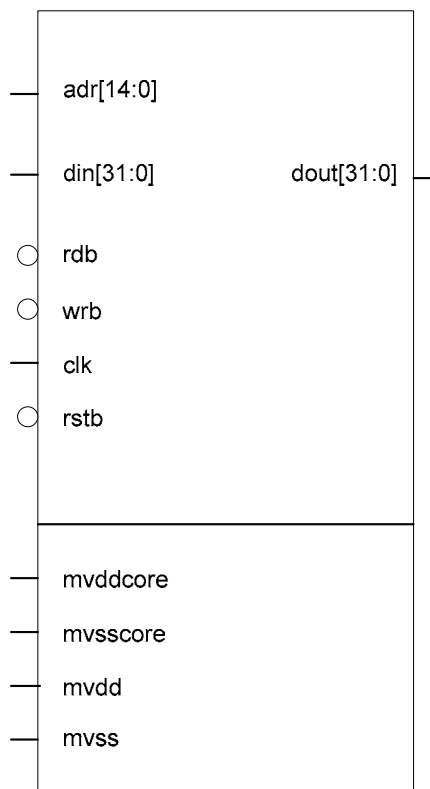 adr[14:0]
din[31:0] dout[31:0]
rdb
wrb
clk
rstb
mvddcore
mvsscore
mvdd
mvss